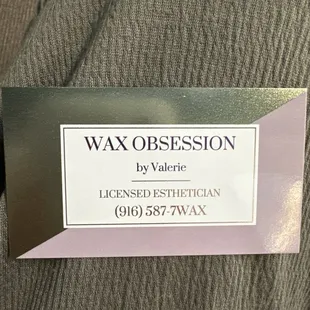 WAX OBSESSION
by Valerie
LICENSED ESTHETICIAN
(916) 587-7WAX